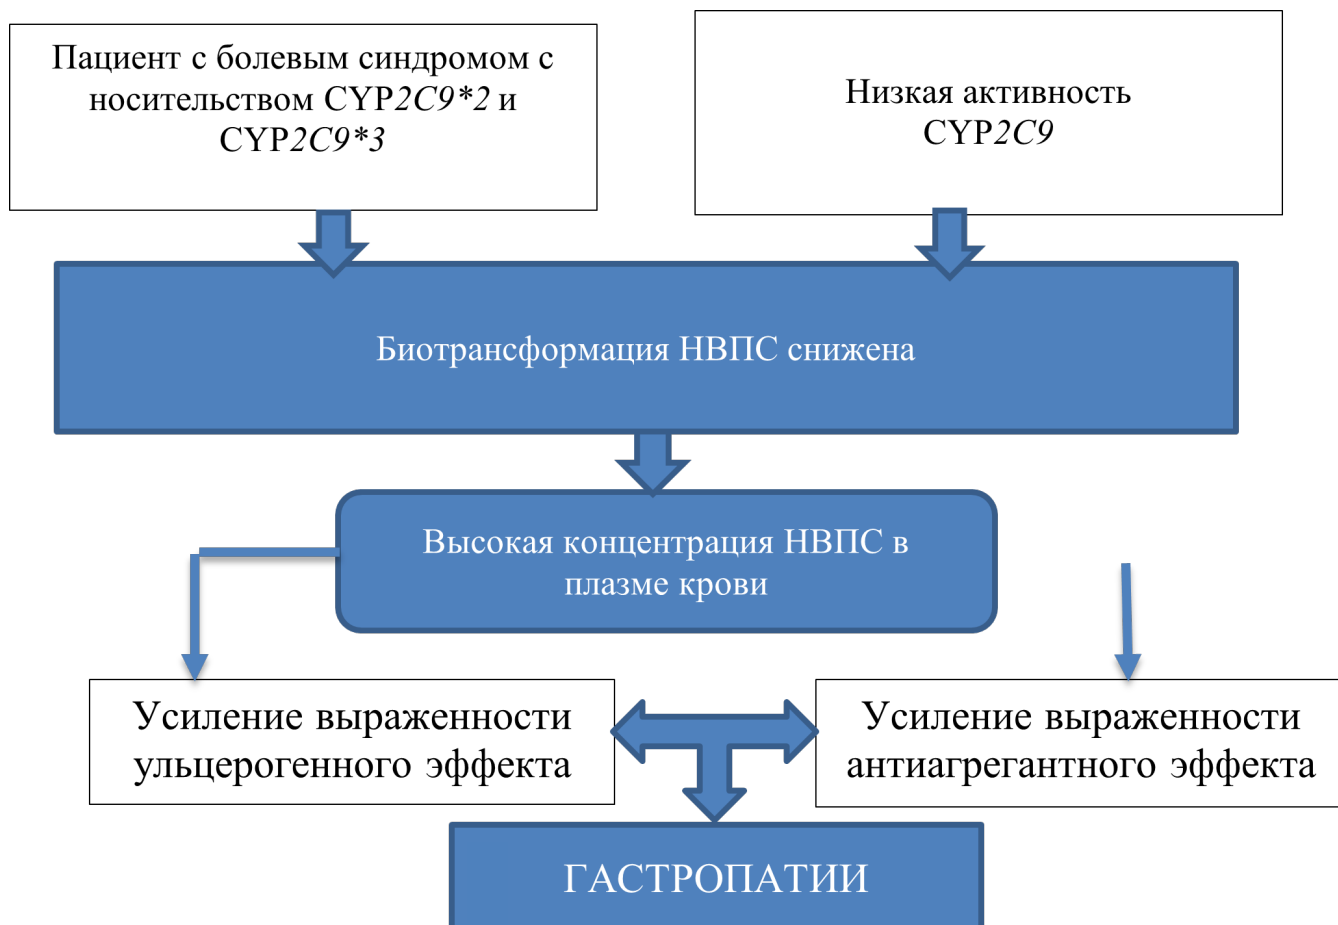 Пациент с болевым синдромом с
носительством CYP2C9*2 и
CYP2C9*3
Низкая активность
CYP2C9
Биотрансформация НВПС снижена
Высокая концентрация НВПС в
плазме крови
Усиление выраженности
ульцерогенного эффекта
Усиление выраженности
антиагрегантного эффекта
ГАСТРОПАТИИ